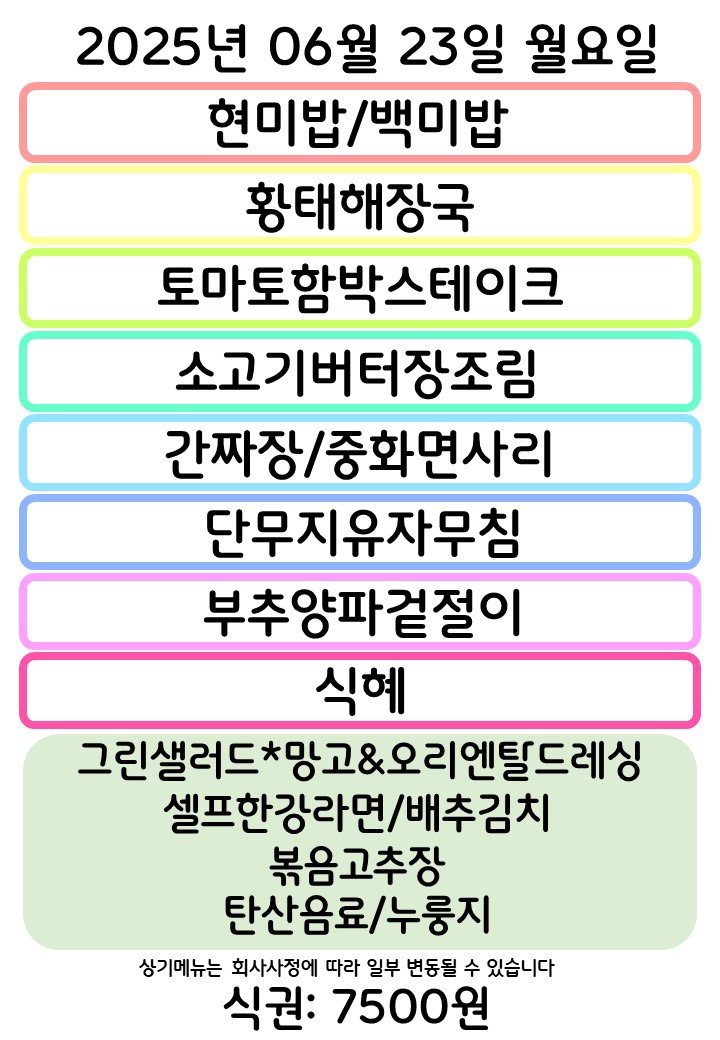 2025년 06월 23일 월요일
현미밥/백미밥
황태해장국
토마토함박스테이크
소고기버터장조림
간짜장/중화면사리
단무지유자무침
부추양파겉절이
식혜
그린샐러드*망고&오리엔탈드레싱
셀프한강라면/배추김치
볶음고추장
탄산음료/누룽지
상기메뉴는 회사사정에 따라 일부 변동될 수 있습니다
식권: 7500원